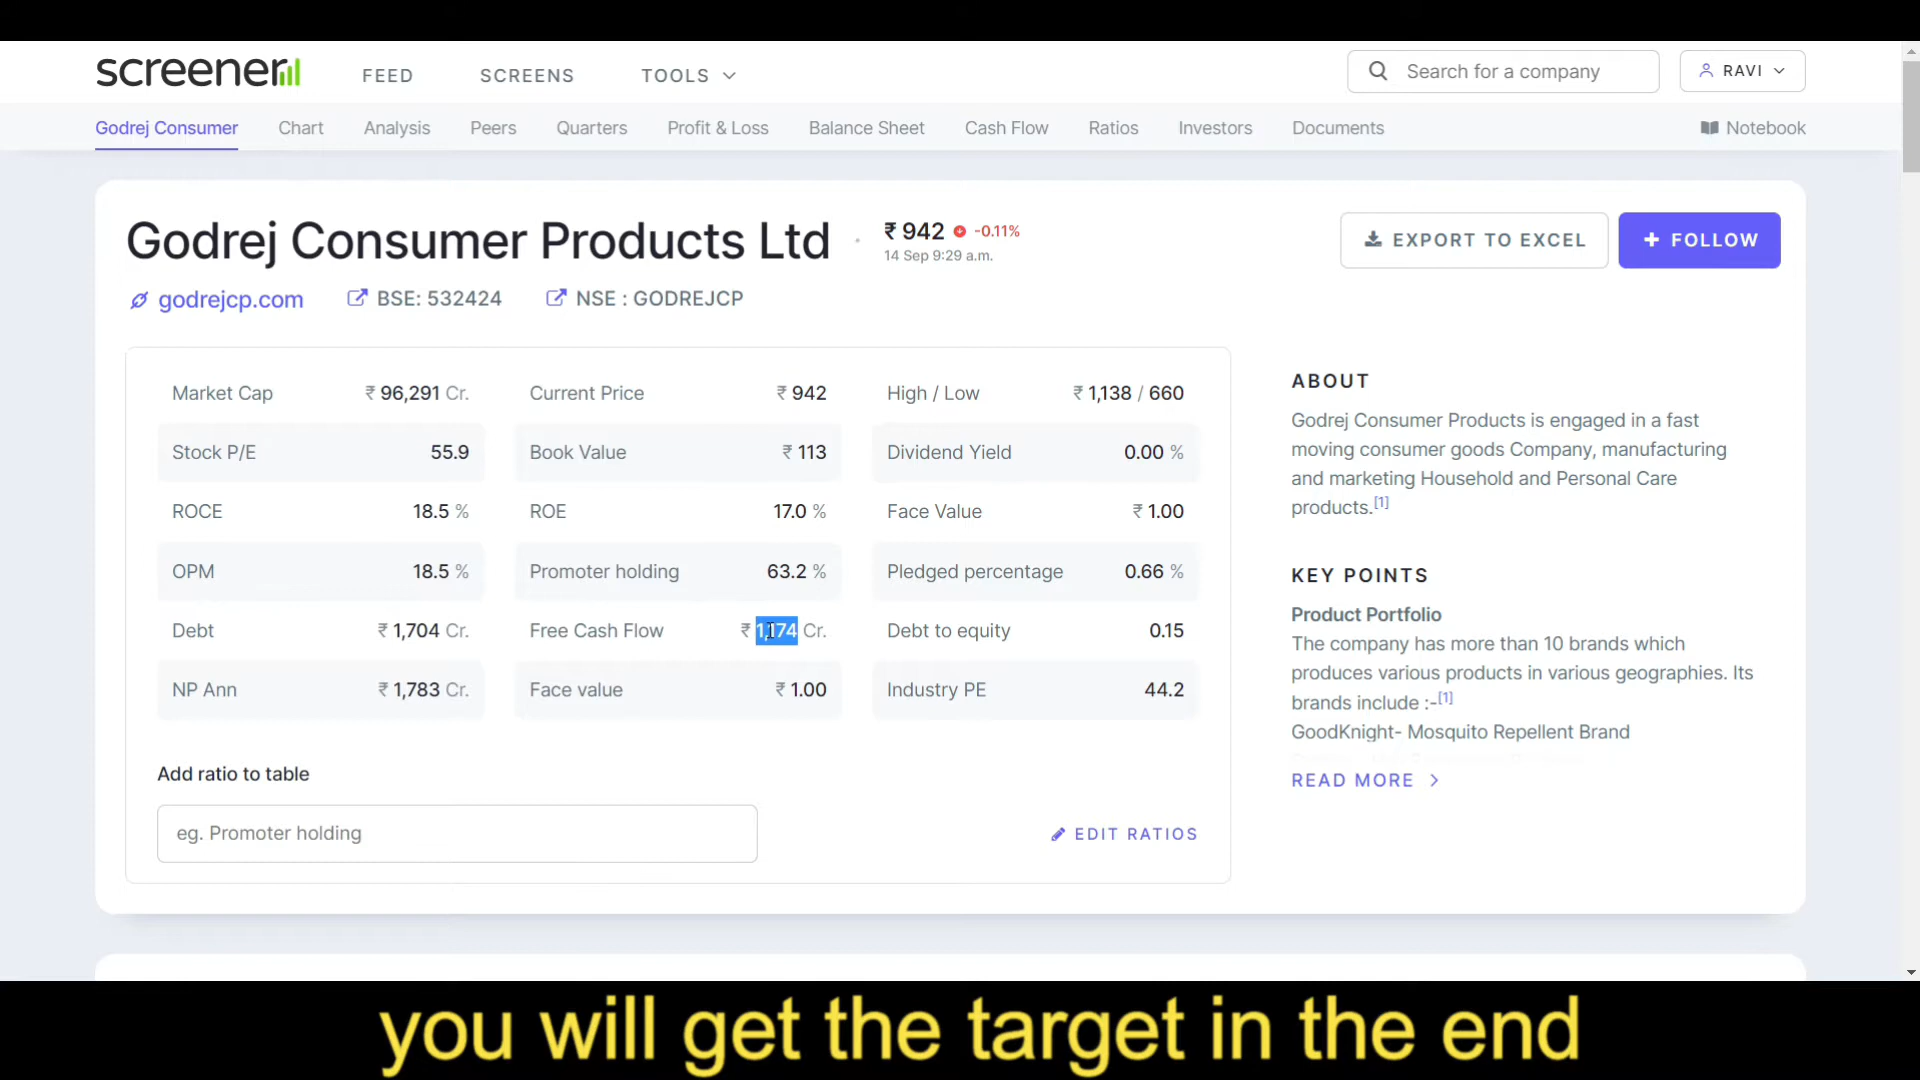 screener FEED SCREENS TOOLS Search for a company RAVI
Godrej Consumer Chart Analysis Peers Quarters Profit & Loss Balance Sheet Cash Flow Ratios Investors Documents Notebook
Godrej Consumer Products Ltd ₹ 942 -0.11%
14 Sep 9:29 a.m.
EXPORT TO EXCEL + FOLLOW
godrejcp.com BSE: 532424 NSE : GODREJCP
Market Cap ₹ 96,291 Cr. Current Price ₹ 942 High / Low ₹ 1,138 / 660
Stock P/E 55.9 Book Value ₹ 113 Dividend Yield 0.00 %
ROCE 18.5 % ROE 17.0 % Face Value ₹ 1.00
OPM 18.5 % Promoter holding 63.2 % Pledged percentage 0.66 %
Debt ₹ 1,704 Cr. Free Cash Flow ₹ 1,174 Cr. Debt to equity 0.15
NP Ann ₹ 1,783 Cr. Face value ₹ 1.00 Industry PE 44.2
Add ratio to table
eg. Promoter holding EDIT RATIOS
ABOUT
Godrej Consumer Products is engaged in a fast
moving consumer goods Company, manufacturing
and marketing Household and Personal Care
products.[1]
KEY POINTS
Product Portfolio
The company has more than 10 brands which
produces various products in various geographies. Its
brands include :-[1]
GoodKnight- Mosquito Repellent Brand
READ MORE
you will get the target in the end